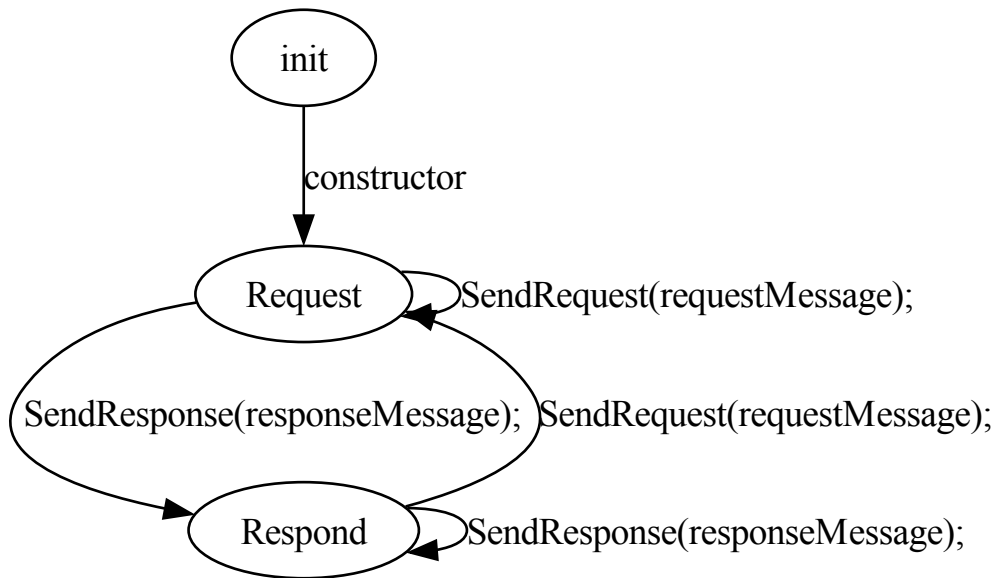 init
constructor
Request
SendRequest(requestMessage);
SendResponse(responseMessage);
SendRequest(requestMessage);
Respond
SendResponse(responseMessage);